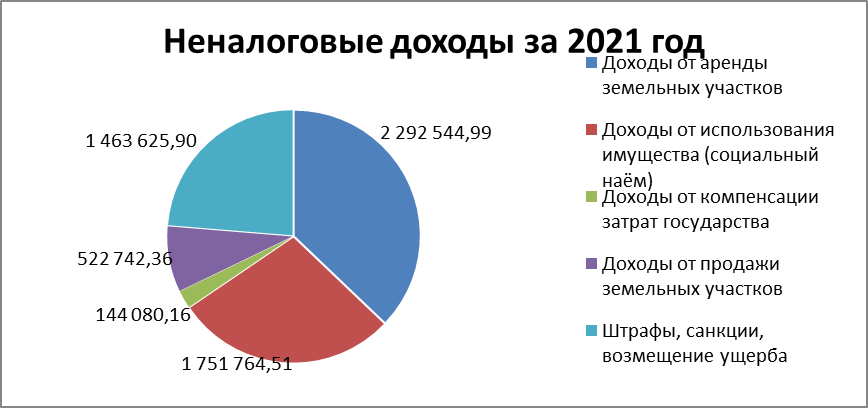 Неналоговые доходы за 2021 год
2 292 544,99
1 751 764,51
144 080,16
522 742,36
1 463 625,90
Доходы от аренды
земельных участков
Доходы от использования
имущества (социальный
наём)
Доходы от компенсации
затрат государства
Доходы от продажи
земельных участков
Штрафы, санкции,
возмещение ущерба